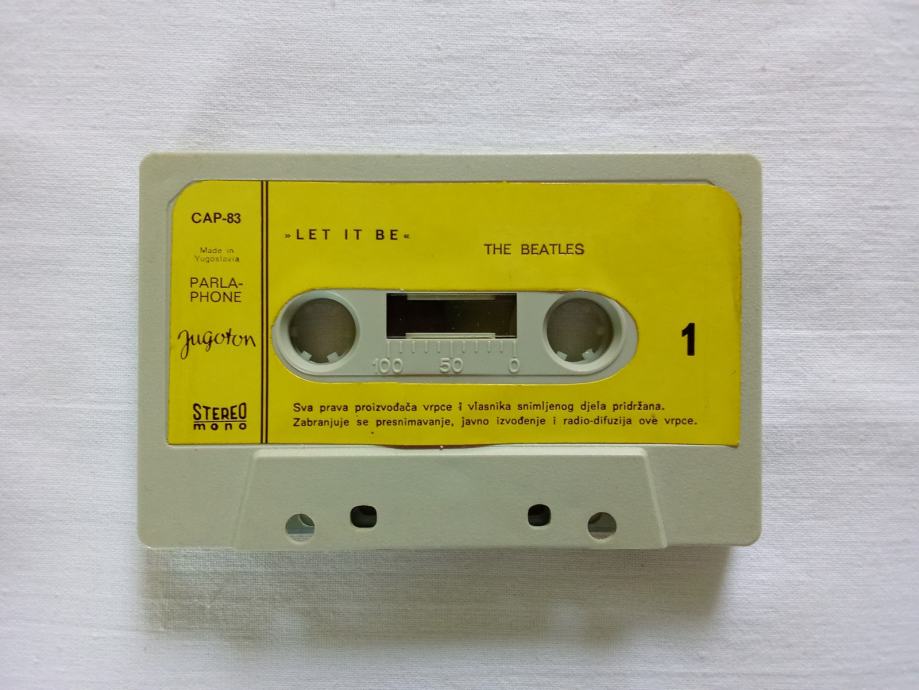 CAP-83
Made in
Yugoslavia
PARLA-
PHONE
Jugoton
STEREO
mono
»LET IT BE«
THE BEATLES
1
100 50 0
Sva prava proizvođača vrpce i vlasnika snimljenog djela pridržana.
Zabranjuje se presnimavanje, javno izvođenje i radio-difuzija ove vrpce.